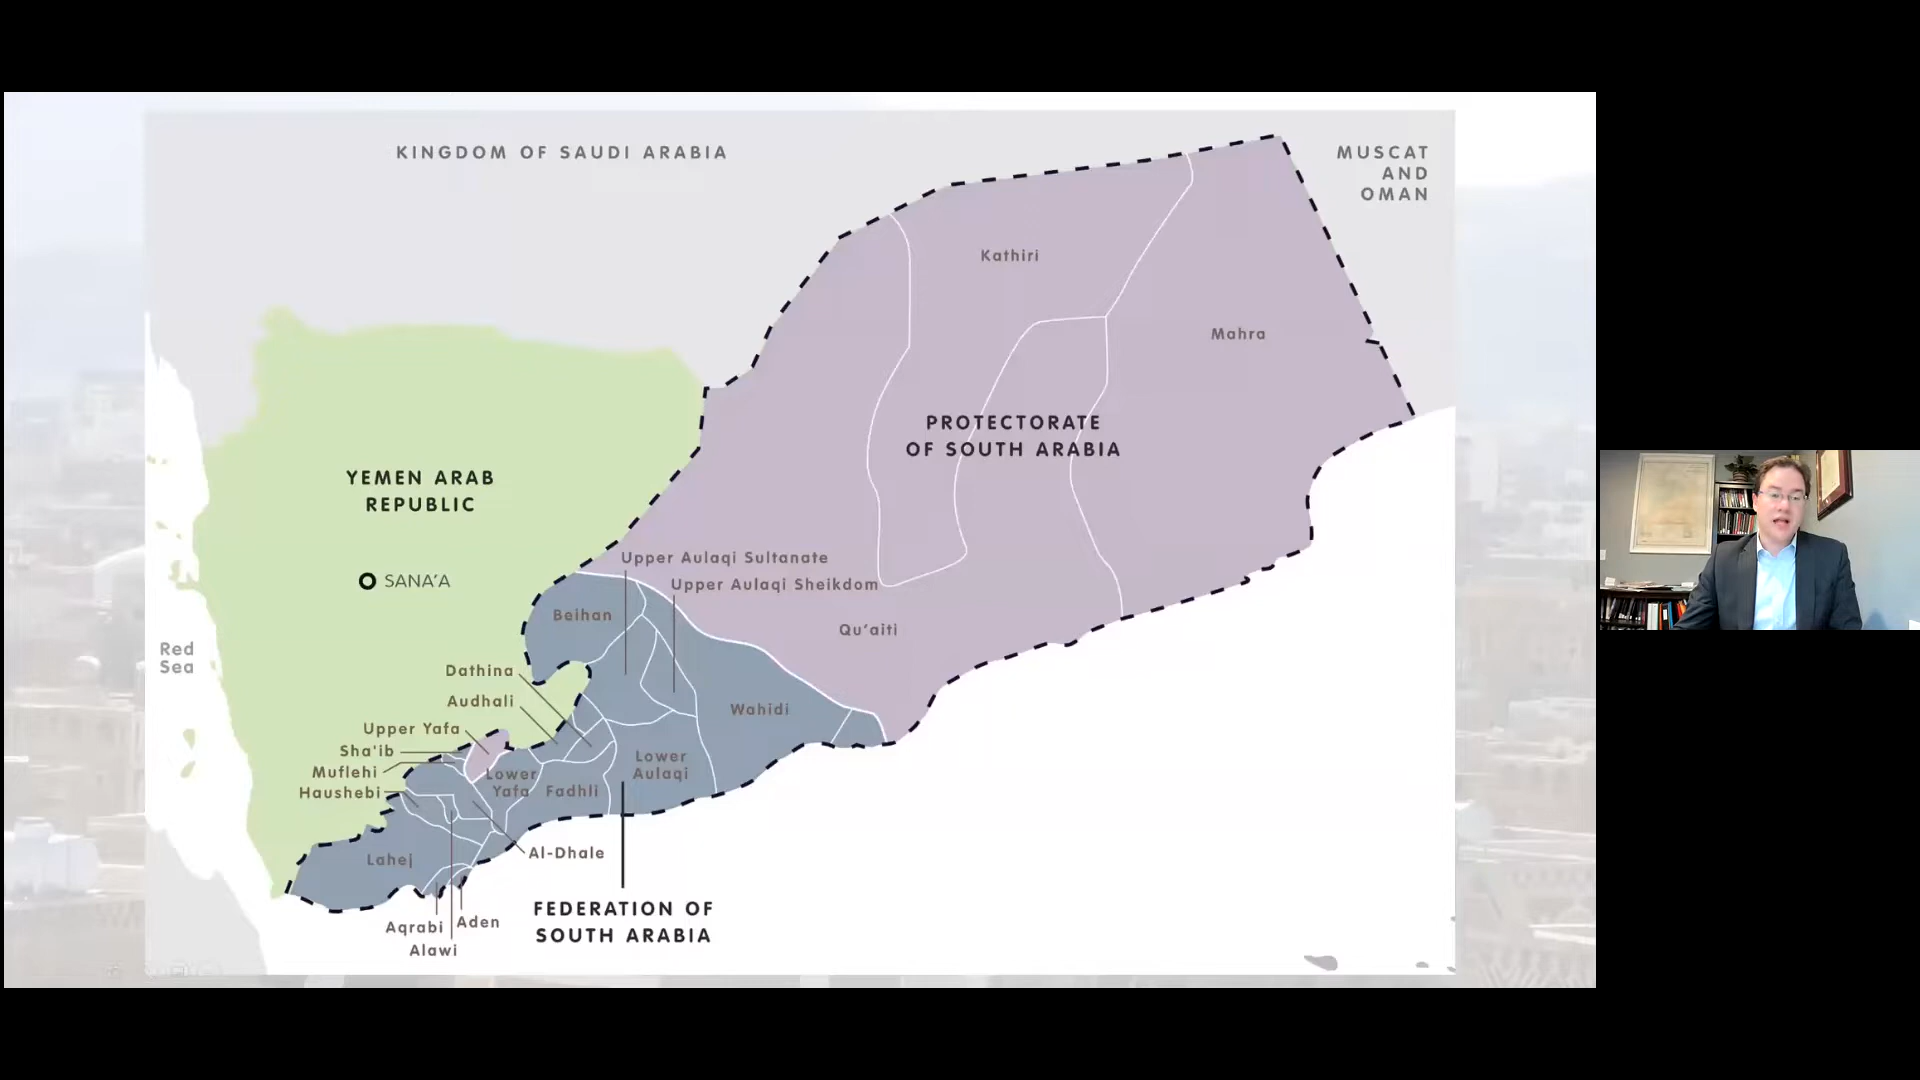 KINGDOM OF SAUDI ARABIA
MUSCAT
AND
OMAN
Kathiri
Mahra
PROTECTORATE
OF SOUTH ARABIA
YEMEN ARAB
REPUBLIC
SANA'A
Upper Aulaqi Sultanate
Upper Aulaqi Sheikdom
Beihan
Qu'aiti
Red
Sea
Dathina
Audhali
Wahidi
Upper Yafa
Sha'ib
Muflehi
Haushebi
Lower
Yafa
Fadhli
Lower
Aulaqi
Lahej
Al-Dhale
Aqrabi
Aden
Alawi
FEDERATION OF
SOUTH ARABIA